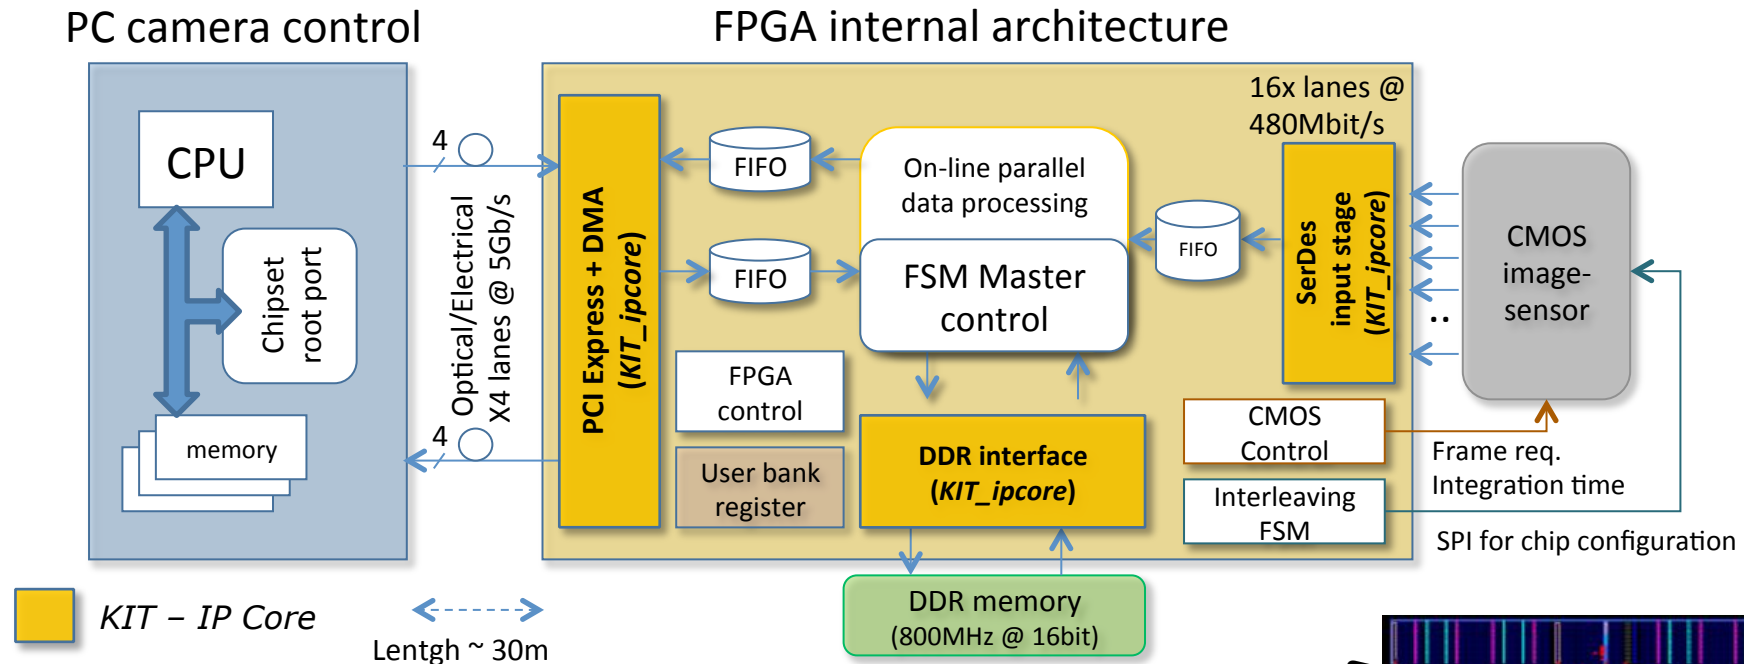 PC camera control
FPGA internal architecture
CPU
Chipset
root port
memory
4
4
Optical/Electrical
X4 lanes @ 5Gb/s
PCI Express + DMA
(KIT_ipcore)
FIFO
FIFO
On-line parallel
data processing
FSM Master
control
FIFO
16x lanes @
480Mbit/s
SerDes
input stage
(KIT_ipcore)
..
CMOS
image-
sensor
FPGA
control
User bank
register
DDR interface
(KIT_ipcore)
CMOS
Control
Interleaving
FSM
Frame req.
Integration time
SPI for chip configuration
DDR memory
(800MHz @ 16bit)
KIT – IP Core
Lentgh ~ 30m